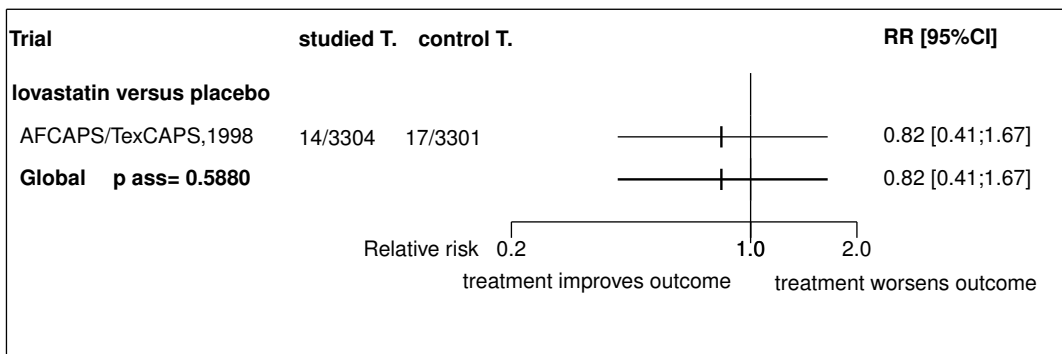 Trial studied T. control T. RR [95%CI]
lovastatin versus placebo
AFCAPS/TexCAPS,1998 14/3304 17/3301 0.82 [0.41;1.67]
Global p ass= 0.5880 0.82 [0.41;1.67]
Relative risk 0.2 1.0 2.0
treatment improves outcome treatment worsens outcome